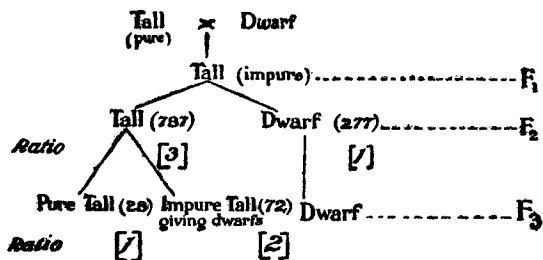 Tall × Dwarf
(pure)
Tall (impure) F1
Tall (787) Dwarf (277) F2
Ratio [3] [1]
Pure Tall (28) Impure Tall (72) Dwarf F3
giving dwarfs
Ratio [1] [2]